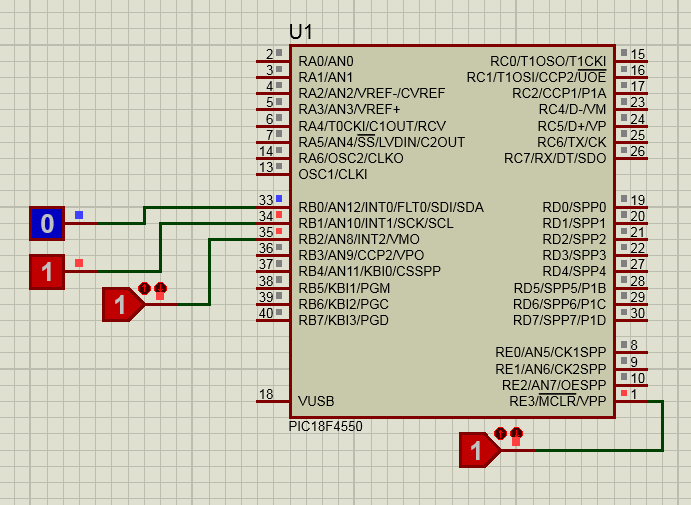 U1
2 RA0/AN0 RC0/T1OSO/T1CKI 15
3 RA1/AN1 RC1/T1OSI/CCP2/UOE 16
4 RA2/AN2/VREF-/CVREF RC2/CCP1/P1A 17
5 RA3/AN3/VREF+ RC4/D-/VM 23
6 RA4/T0CKI/C1OUT/RCV RC5/D+/VP 24
7 RA5/AN4/SS/LVDIN/C2OUT RC6/TX/CK 25
14 RA6/OSC2/CLKO RC7/RX/DT/SDO 26
13 OSC1/CLKI
0 33 RB0/AN12/INT0/FLT0/SDI/SDA RD0/SPP0 19
34 RB1/AN10/INT1/SCK/SCL RD1/SPP1 20
35 RB2/AN8/INT2/VMO RD2/SPP2 21
36 RB3/AN9/CCP2/VPO RD3/SPP3 22
1 37 RB4/AN11/KBI0/CSSPP RD4/SPP4 27
38 RB5/KBI1/PGM RD5/SPP5/P1B 28
1 39 RB6/KBI2/PGC RD6/SPP6/P1C 29
40 RB7/KBI3/PGD RD7/SPP7/P1D 30
RE0/AN5/CK1SPP 8
RE1/AN6/CK2SPP 9
RE2/AN7/OESPP 10
18 VUSB RE3/MCLR/VPP 1
PIC18F4550
1